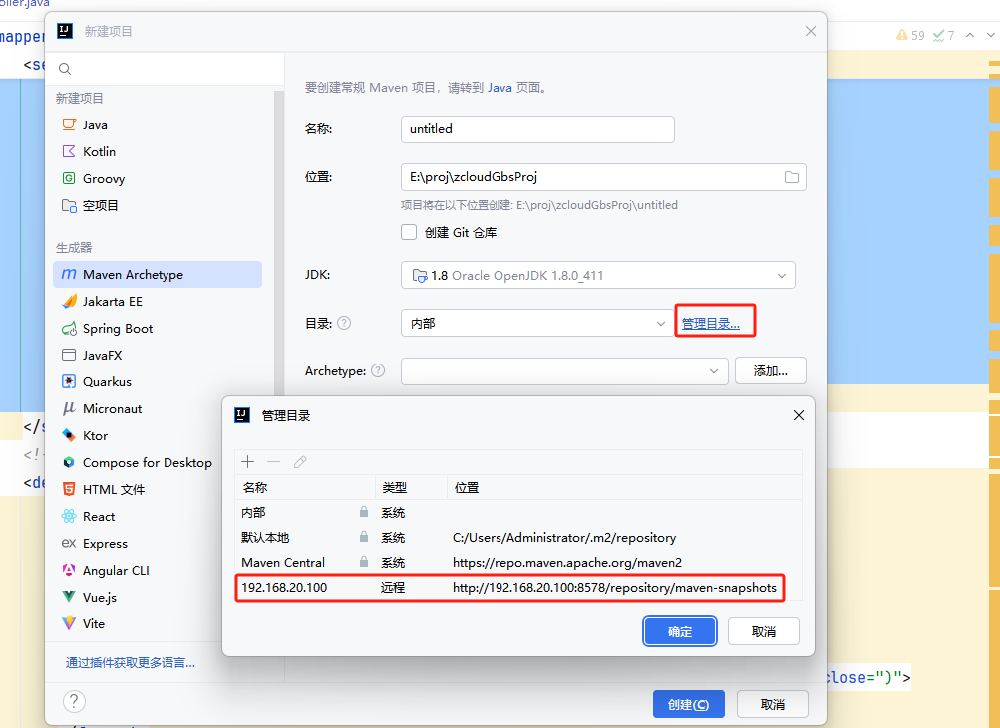 oller.java
mapper
<se
59 7
新建项目
要创建常规 Maven 项目，请转到 Java 页面。
新建项目
Java
Kotlin
Groovy
空项目
生成器
Maven Archetype
Jakarta EE
Spring Boot
JavaFX
Quarkus
Micronaut
Ktor
Compose for Desktop
HTML 文件
React
Express
Angular CLI
Vue.js
Vite
通过插件获取更多语言...
名称: untitled
位置: E:\proj\zcloudGbsProj
项目将在以下位置创建: E:\proj\zcloudGbsProj\untitled
创建 Git 仓库
JDK: 1.8 Oracle OpenJDK 1.8.0_411
目录: ? 内部 管理目录...
Archetype: ? 添加...
管理目录
名称 类型 位置
内部 系统
默认本地 系统 C:/Users/Administrator/.m2/repository
Maven Central 系统 https://repo.maven.apache.org/maven2
192.168.20.100 远程 http://192.168.20.100:8578/repository/maven-snapshots
确定 取消
</s
<!-
<de
close=")">
? 创建(C) 取消